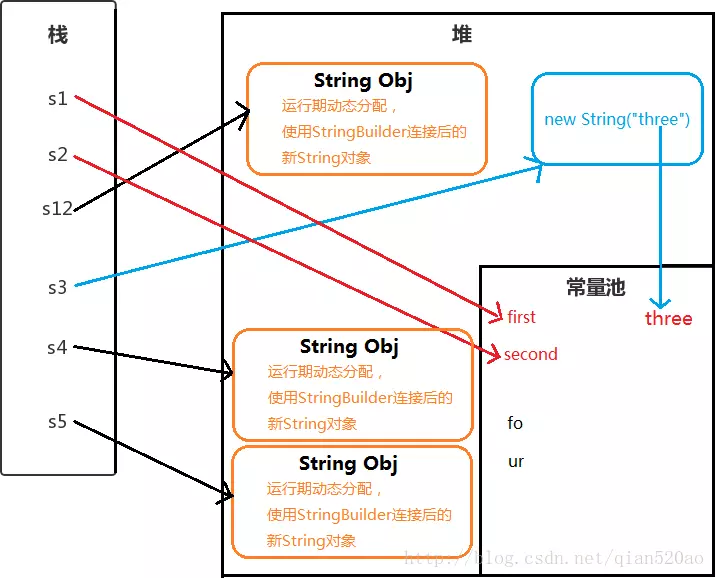 栈
堆
s1
s2
s12
s3
s4
s5
String Obj
运行期动态分配，
使用StringBuilder连接后的
新String对象
new String("three")
常量池
first
three
second
fo
ur
String Obj
运行期动态分配，
使用StringBuilder连接后的
新String对象
String Obj
运行期动态分配，
使用StringBuilder连接后的
新String对象
http://blog.csdn.net/qian520ao